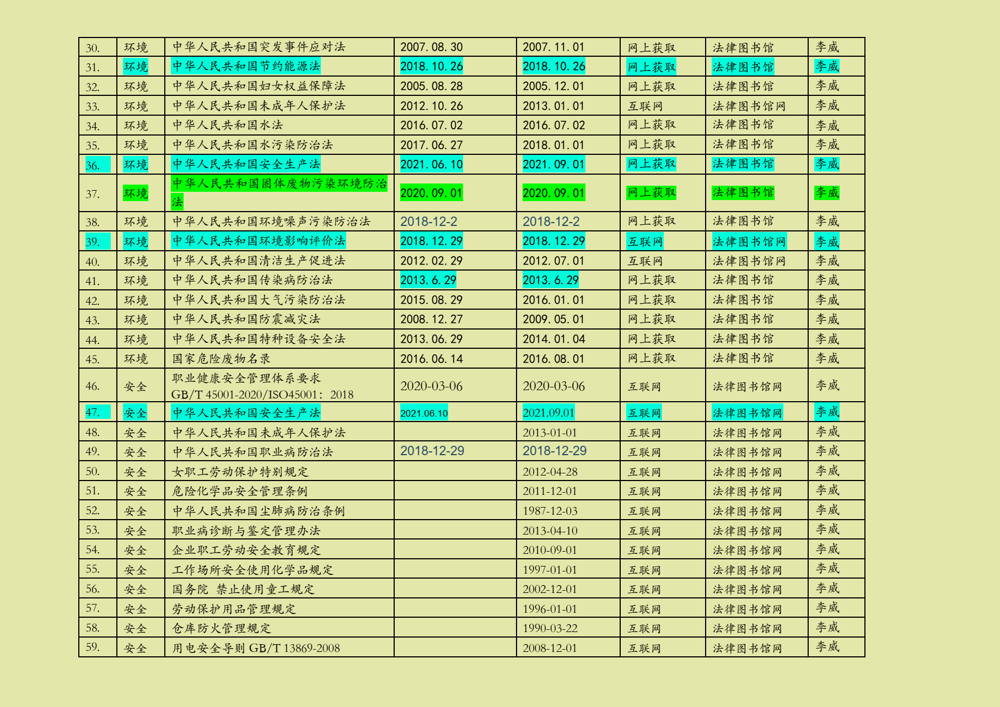 30. 环境 中华人民共和国突发事件应对法 2007.08.30 2007.11.01 网上获取 法律图书馆 李威
31. 环境 中华人民共和国节约能源法 2018.10.26 2018.10.26 网上获取 法律图书馆 李威
32. 环境 中华人民共和国妇女权益保障法 2005.08.28 2005.12.01 网上获取 法律图书馆 李威
33. 环境 中华人民共和国未成年人保护法 2012.10.26 2013.01.01 互联网 法律图书馆网 李威
34. 环境 中华人民共和国水法 2016.07.02 2016.07.02 网上获取 法律图书馆 李威
35. 环境 中华人民共和国水污染防治法 2017.06.27 2018.01.01 网上获取 法律图书馆 李威
36. 环境 中华人民共和国安全生产法 2021.06.10 2021.09.01 网上获取 法律图书馆 李威
37. 环境 中华人民共和国固体废物污染环境防治
法 2020.09.01 2020.09.01 网上获取 法律图书馆 李威
38. 环境 中华人民共和国环境噪声污染防治法 2018-12-2 2018-12-2 网上获取 法律图书馆 李威
39. 环境 中华人民共和国环境影响评价法 2018.12.29 2018.12.29 互联网 法律图书馆网 李威
40. 环境 中华人民共和国清洁生产促进法 2012.02.29 2012.07.01 互联网 法律图书馆网 李威
41. 环境 中华人民共和国传染病防治法 2013.6.29 2013.6.29 网上获取 法律图书馆 李威
42. 环境 中华人民共和国大气污染防治法 2015.08.29 2016.01.01 网上获取 法律图书馆 李威
43. 环境 中华人民共和国防震减灾法 2008.12.27 2009.05.01 网上获取 法律图书馆 李威
44. 环境 中华人民共和国特种设备安全法 2013.06.29 2014.01.04 网上获取 法律图书馆 李威
45. 环境 国家危险废物名录 2016.06.14 2016.08.01 网上获取 法律图书馆 李威
46. 安全 职业健康安全管理体系要求
GB/T 45001-2020/ISO45001：2018 2020-03-06 2020-03-06 互联网 法律图书馆网 李威
47. 安全 中华人民共和国安全生产法 2021.06.10 2021.09.01 互联网 法律图书馆网 李威
48. 安全 中华人民共和国未成年人保护法 2013-01-01 互联网 法律图书馆网 李威
49. 安全 中华人民共和国职业病防治法 2018-12-29 2018-12-29 互联网 法律图书馆网 李威
50. 安全 女职工劳动保护特别规定 2012-04-28 互联网 法律图书馆网 李威
51. 安全 危险化学品安全管理条例 2011-12-01 互联网 法律图书馆网 李威
52. 安全 中华人民共和国尘肺病防治条例 1987-12-03 互联网 法律图书馆网 李威
53. 安全 职业病诊断与鉴定管理办法 2013-04-10 互联网 法律图书馆网 李威
54. 安全 企业职工劳动安全教育规定 2010-09-01 互联网 法律图书馆网 李威
55. 安全 工作场所安全使用化学品规定 1997-01-01 互联网 法律图书馆网 李威
56. 安全 国务院 禁止使用童工规定 2002-12-01 互联网 法律图书馆网 李威
57. 安全 劳动保护用品管理规定 1996-01-01 互联网 法律图书馆网 李威
58. 安全 仓库防火管理规定 1990-03-22 互联网 法律图书馆网 李威
59. 安全 用电安全导则 GB/T 13869-2008 2008-12-01 互联网 法律图书馆网 李威